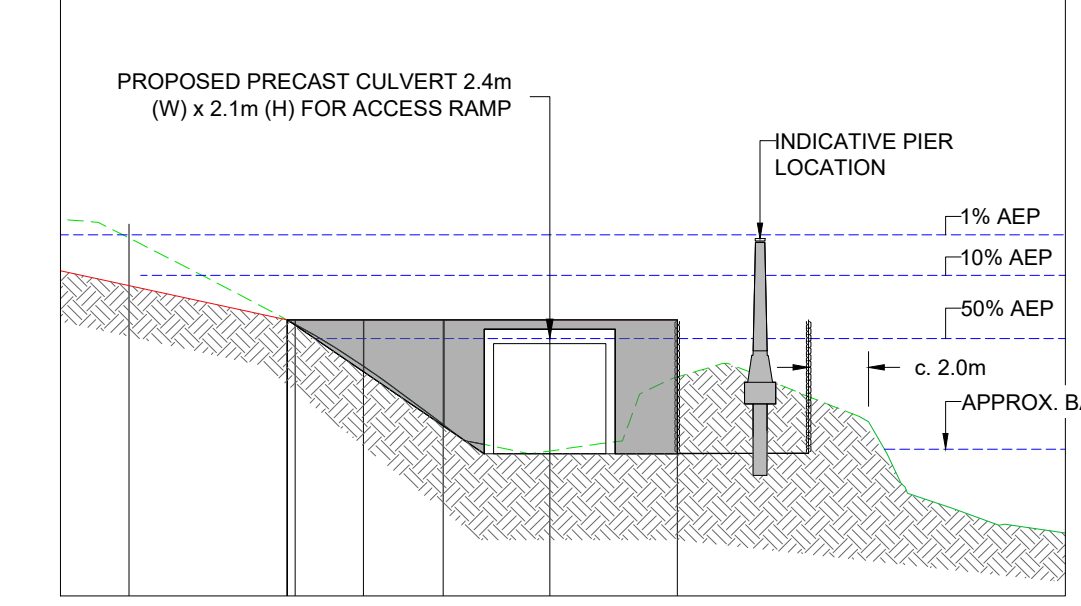 PROPOSED PRECAST CULVERT 2.4m
(W) x 2.1m (H) FOR ACCESS RAMP
INDICATIVE PIER
LOCATION
1% AEP
10% AEP
50% AEP
c. 2.0m
APPROX.